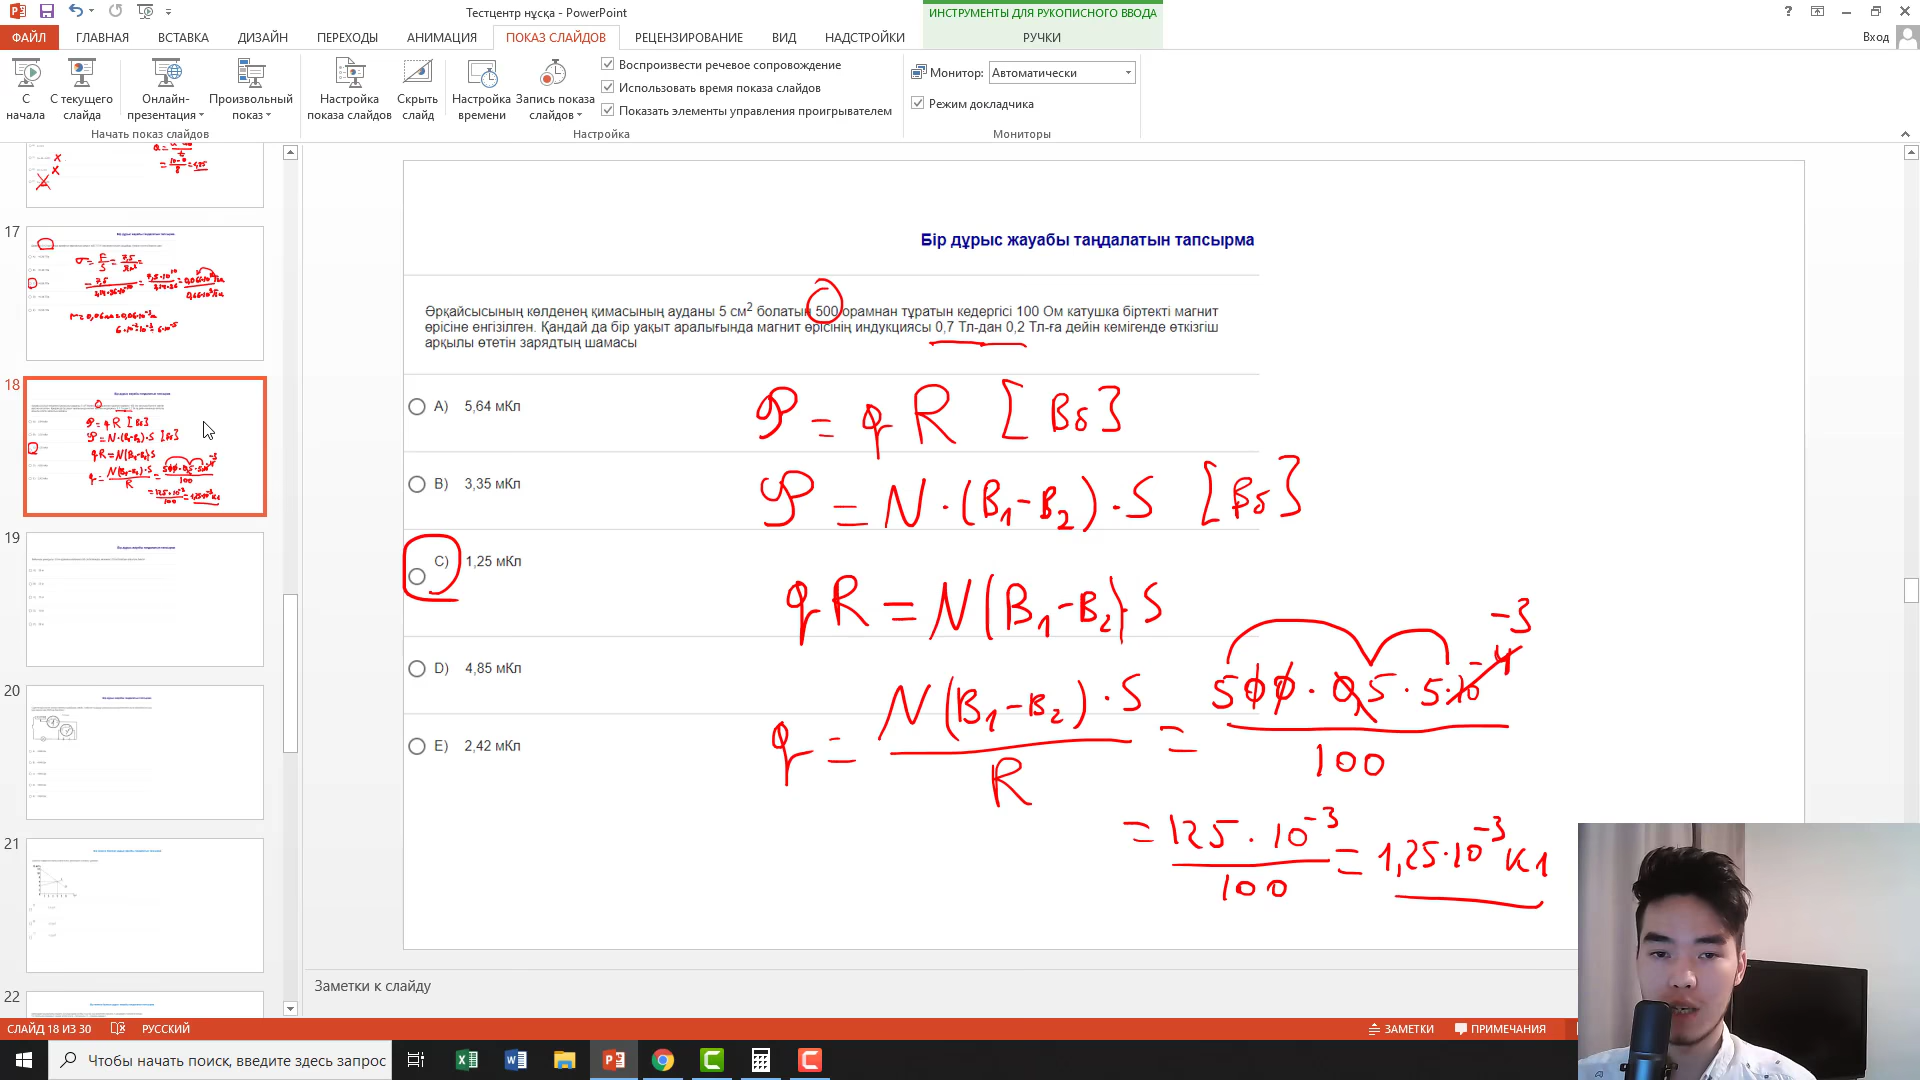 Тестцентр нұсқа - PowerPoint
ИНСТРУМЕНТЫ ДЛЯ РУКОПИСНОГО ВВОДА
?
ФАЙЛ ГЛАВНАЯ ВСТАВКА ДИЗАЙН ПЕРЕХОДЫ АНИМАЦИЯ ПОКАЗ СЛАЙДОВ РЕЦЕНЗИРОВАНИЕ ВИД НАДСТРОЙКИ РУЧКИ Вход
С начала
С текущего слайда
Онлайн-презентация
Произвольный показ
Начать показ слайдов
Настройка показа слайдов
Скрыть слайд
Настройка времени
Запись показа слайдов
Воспроизвести речевое сопровождение
Использовать время показа слайдов
Показать элементы управления проигрывателем
Настройка
Монитор: Автоматически
Режим докладчика
Мониторы
17
18
19
20
21
22
Бір дұрыс жауабы таңдалатын тапсырма
Әрқайсысының көлденең қимасының ауданы 5 см² болатын 500 орамнан тұратын кедергісі 100 Ом катушка біртекті магнит
өрісіне енгізілген. Қандай да бір уақыт аралығында магнит өрісінің индукциясы 0,7 Тл-дан 0,2 Тл-ға дейін кемігенде өткізгіш
арқылы өтетін зарядтың шамасы
A) 5,64 мКл
B) 3,35 мКл
C) 1,25 мКл
D) 4,85 мКл
E) 2,42 мКл
Ф = qR [Вб]
Ф = N·(B₁-B₂)·S [Вб]
qR = N(B₁-B₂)·S
q = N(B₁-B₂)·S / R = 500·0,5·5·10⁻⁴ / 100
-3
= 125·10⁻³ / 100 = 1,25·10⁻³ Кл
Заметки к слайду
СЛАЙД 18 ИЗ 30 РУССКИЙ ЗАМЕТКИ ПРИМЕЧАНИЯ
Чтобы начать поиск, введите здесь запрос